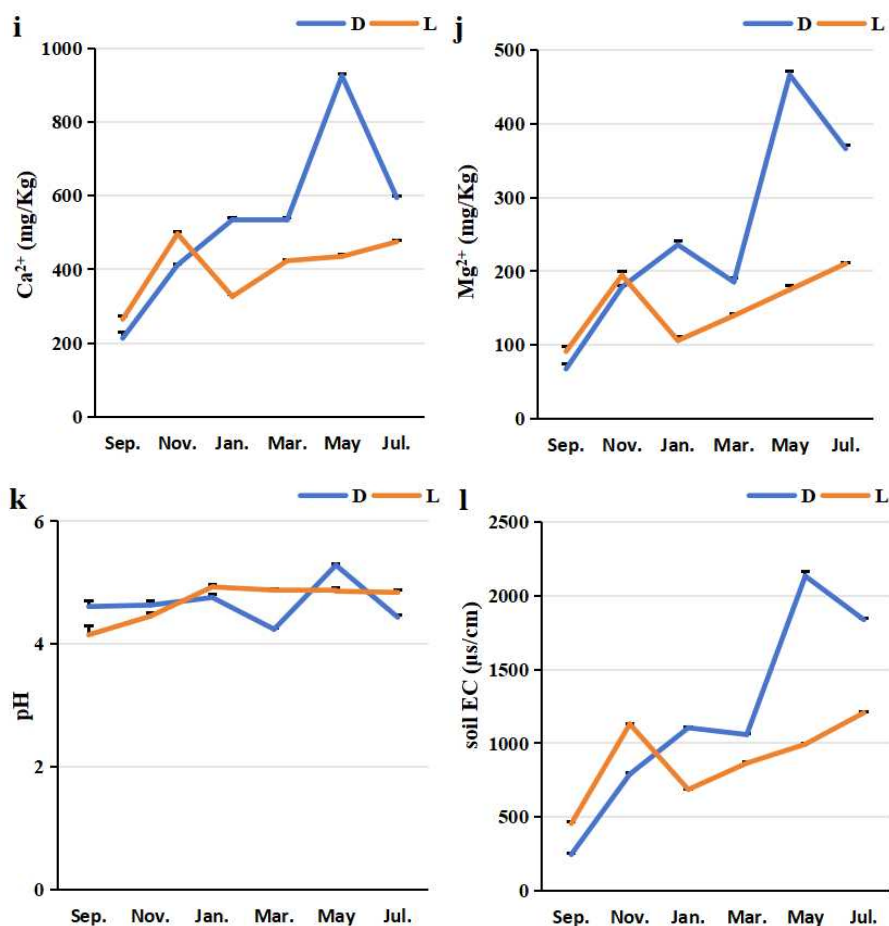 i
D L
1000
800
600
400
200
0
Ca²⁺ (mg/Kg)
Sep. Nov. Jan. Mar. May Jul.
j
D L
500
400
300
200
100
0
Mg²⁺ (mg/Kg)
Sep. Nov. Jan. Mar. May Jul.
k
D L
6
4
2
0
pH
Sep. Nov. Jan. Mar. May Jul.
l
D L
2500
2000
1500
1000
500
0
soil EC (µs/cm)
Sep. Nov. Jan. Mar. May Jul.